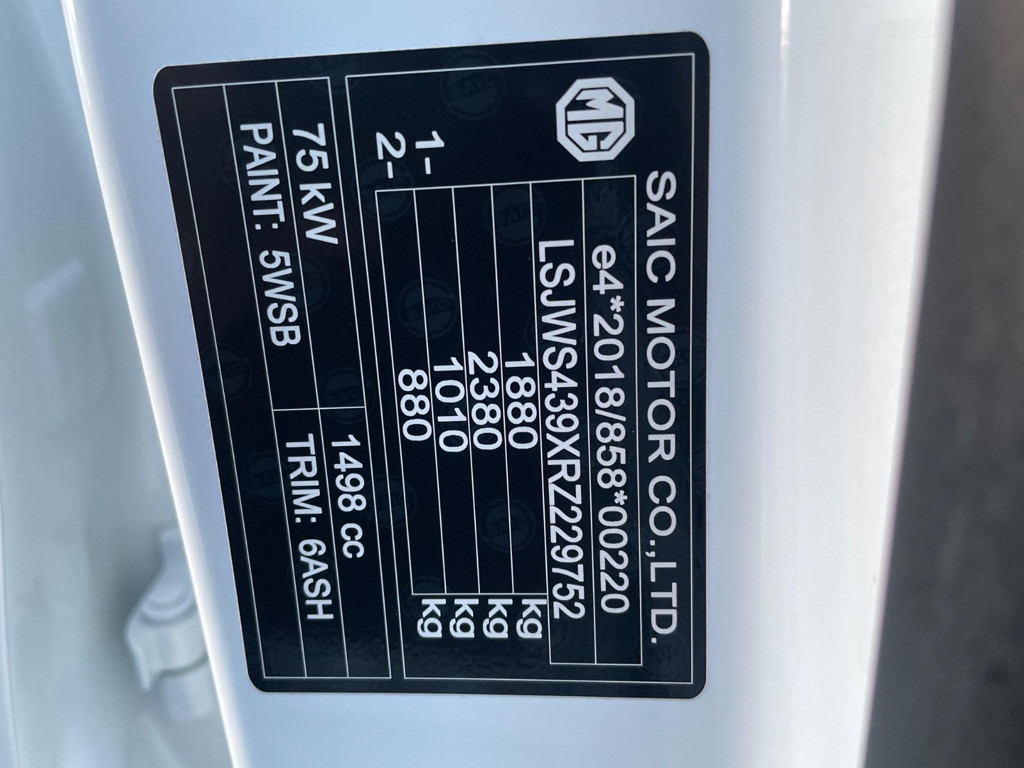 MG
SAIC MOTOR CO.,LTD.
e4*2018/858*00220
LSJWS439XRZ229752
1880 kg
2380 kg
1- 1010 kg
2- 880 kg
75 kW 1498 cc
PAINT: 5WSB TRIM: 6ASH